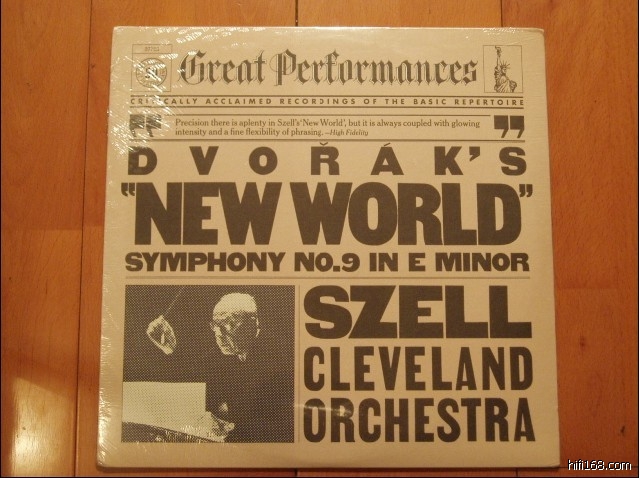 Great Performances
CRITICALLY ACCLAIMED RECORDINGS OF THE BASIC REPERTOIRE
Precision there is aplenty in Szell's 'New World', but it is always coupled with glowing
intensity and a fine flexibility of phrasing. —High Fidelity
DVOŘÁK'S
"NEW WORLD"
SYMPHONY NO.9 IN E MINOR
SZELL
CLEVELAND
ORCHESTRA
hifi168.com